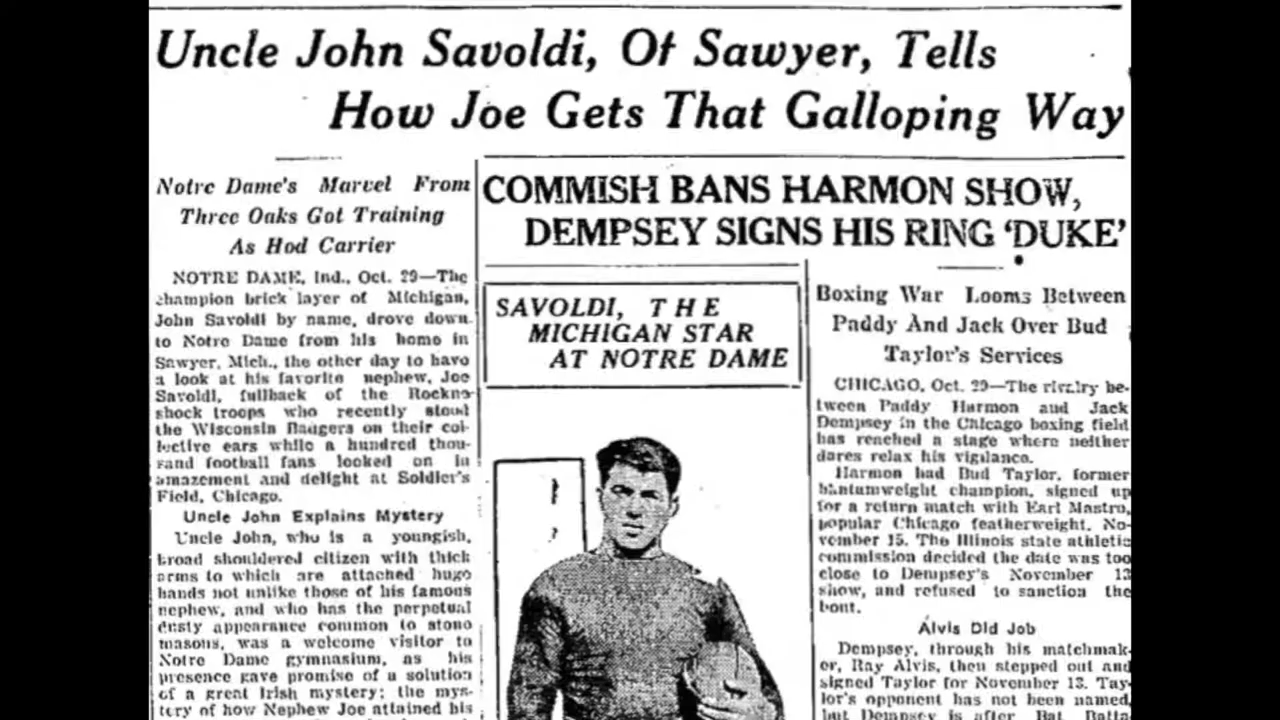 Uncle John Savoldi, Of Sawyer, Tells
How Joe Gets That Galloping Way
Notre Dame's Marvel From
Three Oaks Got Training
As Hod Carrier
NOTRE DAME, Ind., Oct. 29—The
champion brick layer of Michigan,
John Savoldi by name, drove down
to Notre Dame from his home in
Sawyer, Mich., the other day to have
a look at his favorite nephew, Joe
Savoldi, fullback of the Rockne
shock troops who recently stood
the Wisconsin Badgers on their col-
lective ears while a hundred thou-
sand football fans looked on in
amazement and delight at Soldier's
Field, Chicago.
Uncle John Explains Mystery
Uncle John, who is a youngish,
broad shouldered citizen with thick
arms to which are attached huge
hands not unlike those of his famous
nephew, and who has the perpetual
dusty appearance common to stone
masons, was a welcome visitor to
Notre Dame gymnasium, as his
presence gave promise of a solution
of a great Irish mystery; the mys-
tery of how Nephew Joe attained his
COMMISH BANS HARMON SHOW,
DEMPSEY SIGNS HIS RING 'DUKE'
SAVOLDI, THE
MICHIGAN STAR
AT NOTRE DAME
Boxing War Looms Between
Paddy And Jack Over Bud
Taylor's Services
CHICAGO, Oct. 29—The rivalry be-
tween Paddy Harmon and Jack
Dempsey in the Chicago boxing field
has reached a stage where neither
dares relax his vigilance.
Harmon had Bud Taylor, former
bantamweight champion, signed up
for a return match with Earl Mastro,
popular Chicago featherweight, No-
vember 15. The Illinois state athletic
commission decided the date was too
close to Dempsey's November 13
show, and refused to sanction the
bout.
Alvis Did Job
Dempsey, through his matchmak-
er, Ray Alvis, then stepped out and
signed Taylor for November 13. Tay-
lor's opponent has not been named,
but Dempsey is after Bat Batta